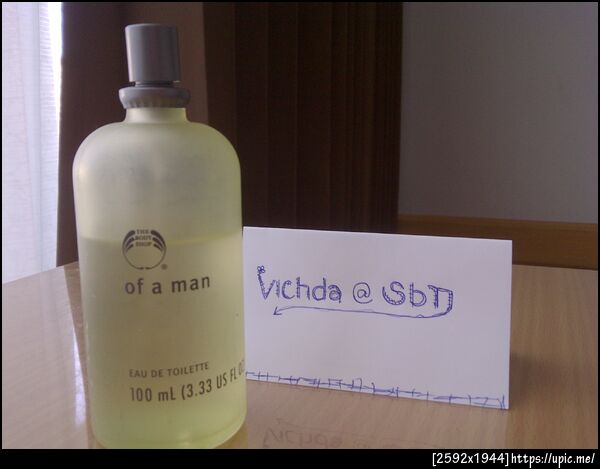 THE
BODY
SHOP
®
of a man
EAU DE TOILETTE
100 mL (3.33 US FL
Vichda @ SbT
[2592x1944]https://upic.me/